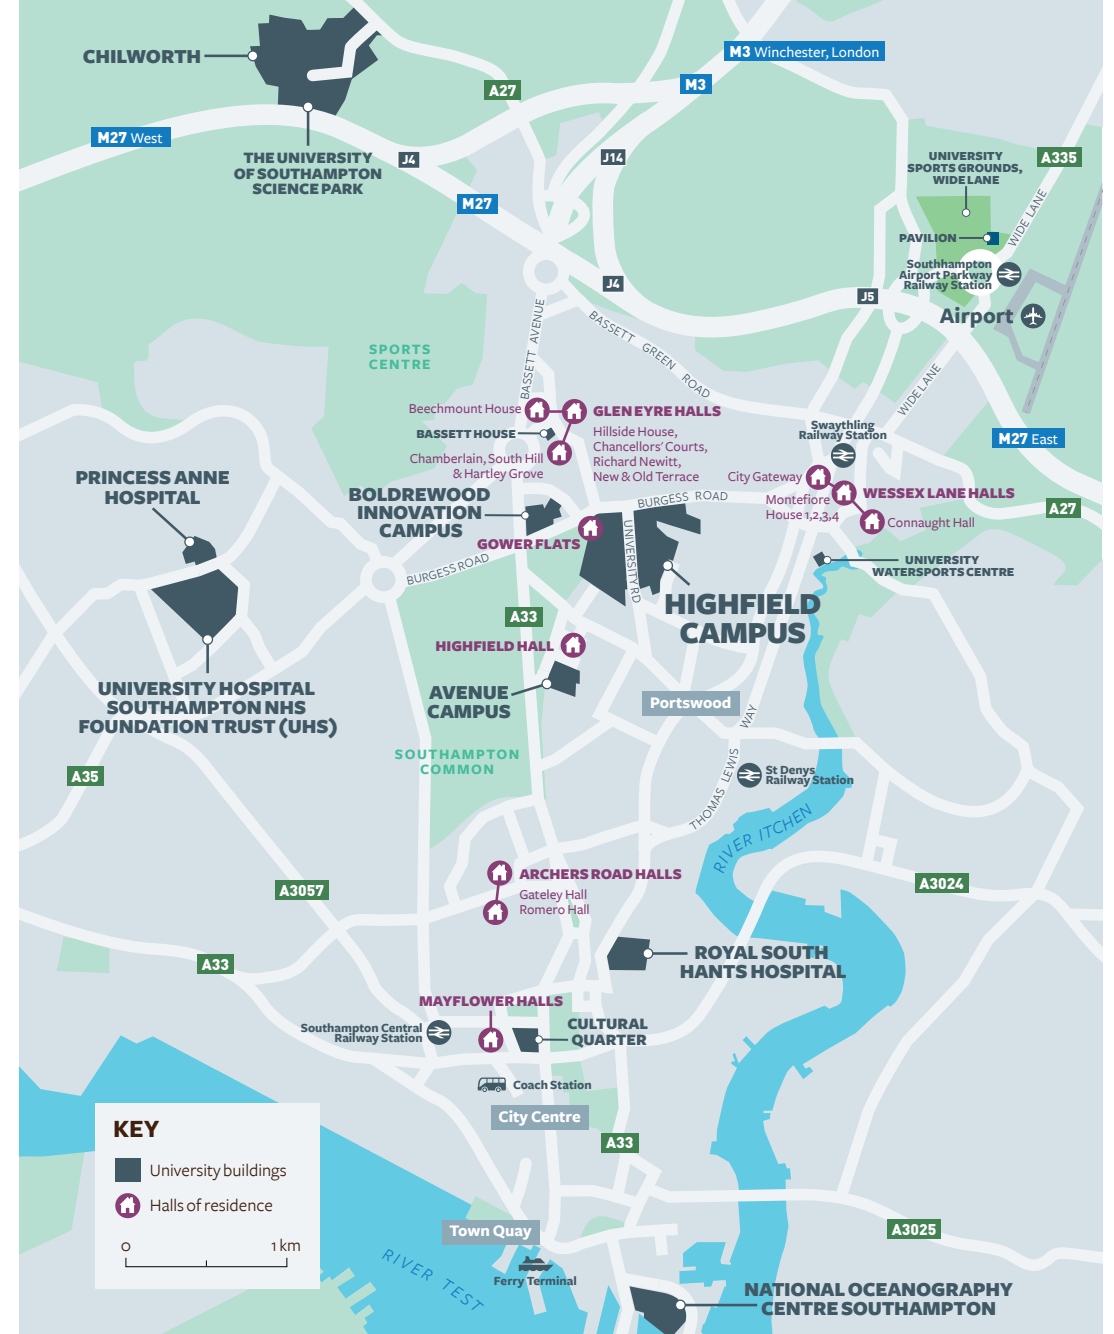 M3 Winchester, London
CHILWORTH
A27
M3
M27 West
J4
J14
THE UNIVERSITY
OF SOUTHAMPTON
SCIENCE PARK
UNIVERSITY
SPORTS GROUNDS,
WIDE LANE
A335
M27
PAVILION
WIDE LANE
Southhampton
Airport Parkway
Railway Station
J4
J5
Airport
BASSETT AVENUE
BASSETT GREEN ROAD
SPORTS
CENTRE
WIDE LANE
Beechmount House
GLEN EYRE HALLS
BASSETT HOUSE
Hillside House,
Chancellors' Courts,
Richard Newitt,
New & Old Terrace
Chamberlain, South Hill
& Hartley Grove
Swaythling
Railway Station
M27 East
PRINCESS ANNE
HOSPITAL
City Gateway
WESSEX LANE HALLS
Montefiore
House 1,2,3,4
Connaught Hall
A27
BOLDREWOOD
INNOVATION
CAMPUS
BURGESS ROAD
GOWER FLATS
UNIVERSITY RD
BURGESS ROAD
UNIVERSITY
WATERSPORTS CENTRE
HIGHFIELD
CAMPUS
A33
HIGHFIELD HALL
UNIVERSITY HOSPITAL
SOUTHAMPTON NHS
FOUNDATION TRUST (UHS)
AVENUE
CAMPUS
Portswood
THOMAS LEWIS WAY
SOUTHAMPTON
COMMON
A35
St Denys
Railway Station
RIVER ITCHEN
ARCHERS ROAD HALLS
Gateley Hall
Romero Hall
A3057
A3024
A33
ROYAL SOUTH
HANTS HOSPITAL
MAYFLOWER HALLS
Southampton Central
Railway Station
CULTURAL
QUARTER
Coach Station
City Centre
A33
KEY
University buildings
Halls of residence
0 1 km
Town Quay
A3025
RIVER TEST
Ferry Terminal
NATIONAL OCEANOGRAPHY
CENTRE SOUTHAMPTON